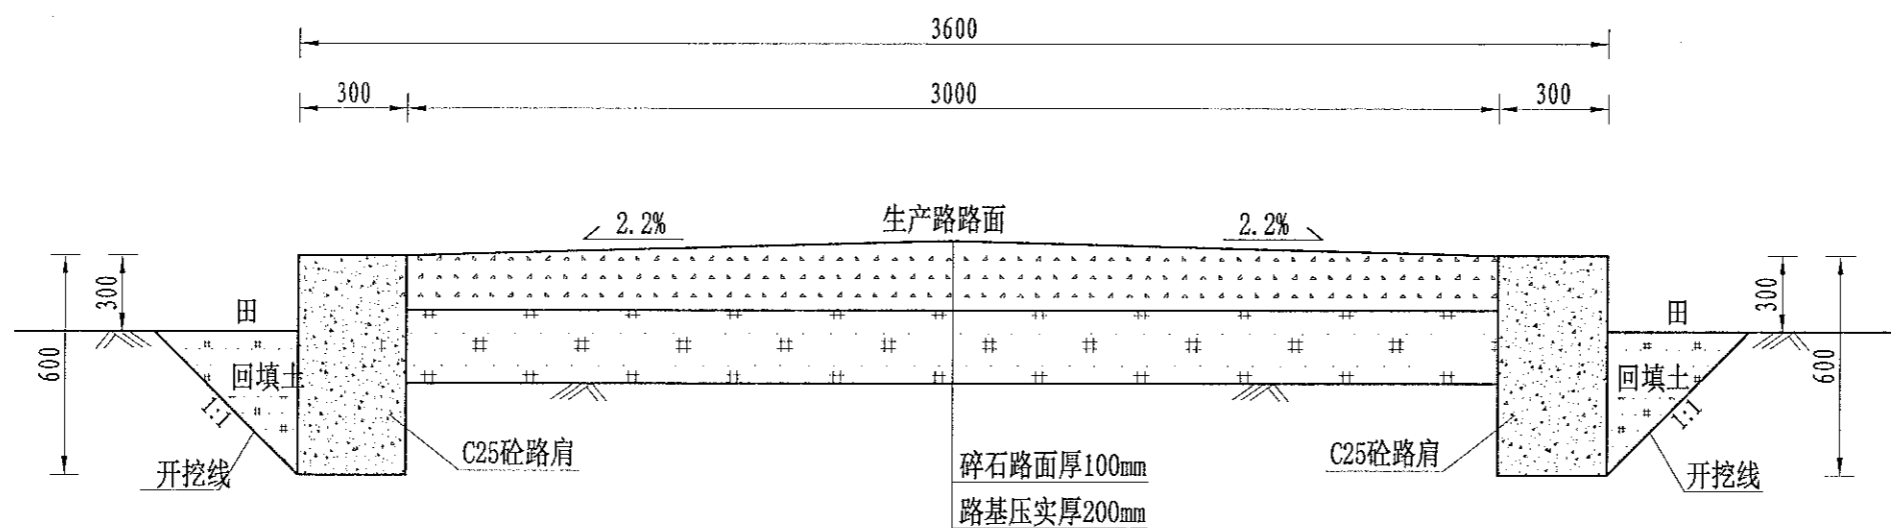 3600
300
3000
300
2.2%
生产路路面
2.2%
300
600
田
回填土
1:1
开挖线
C25砼路肩
碎石路面厚100mm
路基压实厚200mm
C25砼路肩
田
回填土
1:1
开挖线
300
600